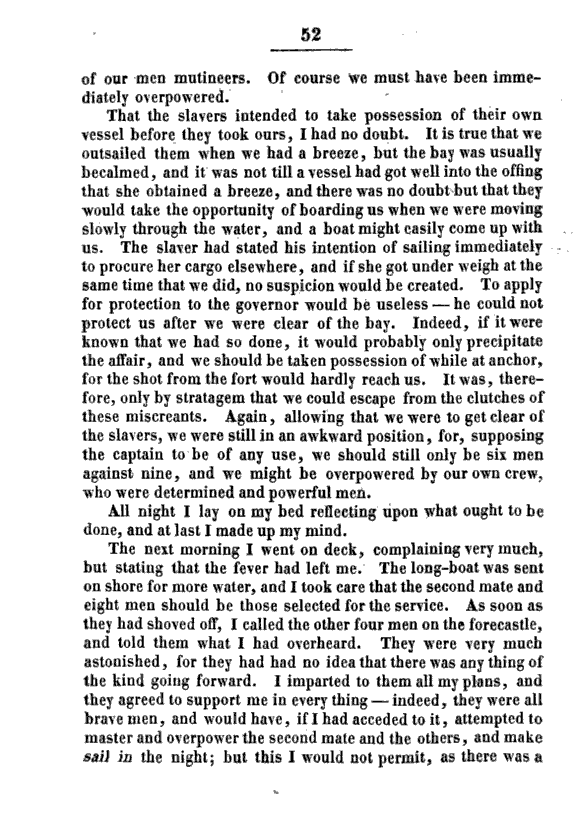 52
of our men mutineers. Of course we must have been imme-
diately overpowered.
That the slavers intended to take possession of their own
vessel before they took ours, I had no doubt. It is true that we
outsailed them when we had a breeze, but the bay was usually
becalmed, and it was not till a vessel had got well into the offing
that she obtained a breeze, and there was no doubt but that they
would take the opportunity of boarding us when we were moving
slowly through the water, and a boat might easily come up with
us. The slaver had stated his intention of sailing immediately
to procure her cargo elsewhere, and if she got under weigh at the
same time that we did, no suspicion would be created. To apply
for protection to the governor would be useless — he could not
protect us after we were clear of the bay. Indeed, if it were
known that we had so done, it would probably only precipitate
the affair, and we should be taken possession of while at anchor,
for the shot from the fort would hardly reach us. It was, there-
fore, only by stratagem that we could escape from the clutches of
these miscreants. Again, allowing that we were to get clear of
the slavers, we were still in an awkward position, for, supposing
the captain to be of any use, we should still only be six men
against nine, and we might be overpowered by our own crew,
who were determined and powerful men.
All night I lay on my bed reflecting upon what ought to be
done, and at last I made up my mind.
The next morning I went on deck, complaining very much,
but stating that the fever had left me. The long-boat was sent
on shore for more water, and I took care that the second mate and
eight men should be those selected for the service. As soon as
they had shoved off, I called the other four men on the forecastle,
and told them what I had overheard. They were very much
astonished, for they had had no idea that there was any thing of
the kind going forward. I imparted to them all my plans, and
they agreed to support me in every thing — indeed, they were all
brave men, and would have, if I had acceded to it, attempted to
master and overpower the second mate and the others, and make
sail in the night; but this I would not permit, as there was a